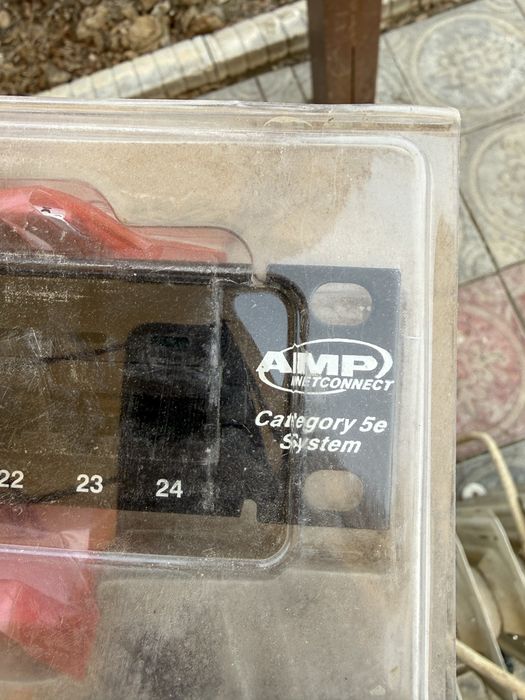 AMP
NETCONNECT
Category 5e
System
22
23
24